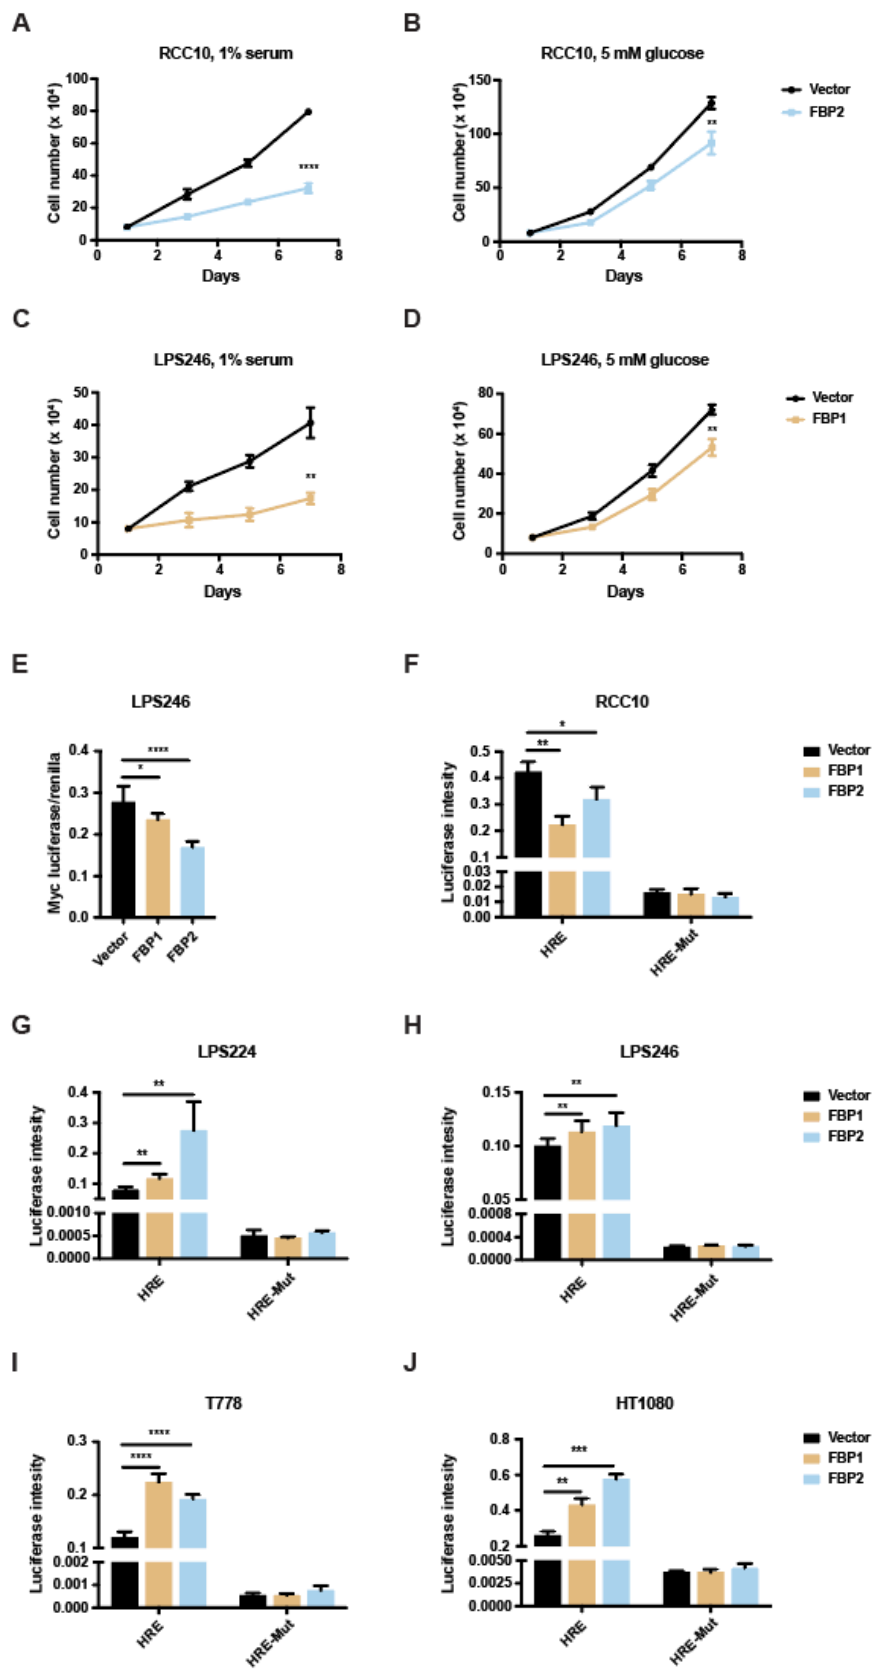 A
RCC10, 1% serum
Cell number (x 10⁴)
100
80
60
40
20
0
****
0 2 4 6 8
Days
B
RCC10, 5 mM glucose
Cell number (x 10⁴)
150
100
50
0
**
0 2 4 6 8
Days
Vector
FBP2
C
LPS246, 1% serum
Cell number (x 10⁴)
50
40
30
20
10
0
**
0 2 4 6 8
Days
D
LPS246, 5 mM glucose
Cell number (x 10⁴)
80
60
40
20
0
**
0 2 4 6 8
Days
Vector
FBP1
E
LPS246
Myc luciferase/renilla
0.4
0.3
0.2
0.1
0.0
****
*
Vector FBP1 FBP2
F
RCC10
Luciferase intesity
0.5
0.4
0.3
0.2
0.1
0.03
0.02
0.01
0.00
*
**
HRE HRE-Mut
Vector
FBP1
FBP2
G
LPS224
Luciferase intesity
0.4
0.3
0.2
0.1
0.0010
0.0005
0.0000
**
**
HRE HRE-Mut
H
LPS246
Luciferase intesity
0.15
0.10
0.05
0.0008
0.0004
0.0000
**
**
HRE HRE-Mut
Vector
FBP1
FBP2
I
T778
Luciferase intesity
0.3
0.2
0.1
0.002
0.001
0.000
****
****
HRE HRE-Mut
J
HT1080
Luciferase intesity
0.8
0.6
0.4
0.2
0.0050
0.0025
0.0000
***
**
HRE HRE-Mut
Vector
FBP1
FBP2